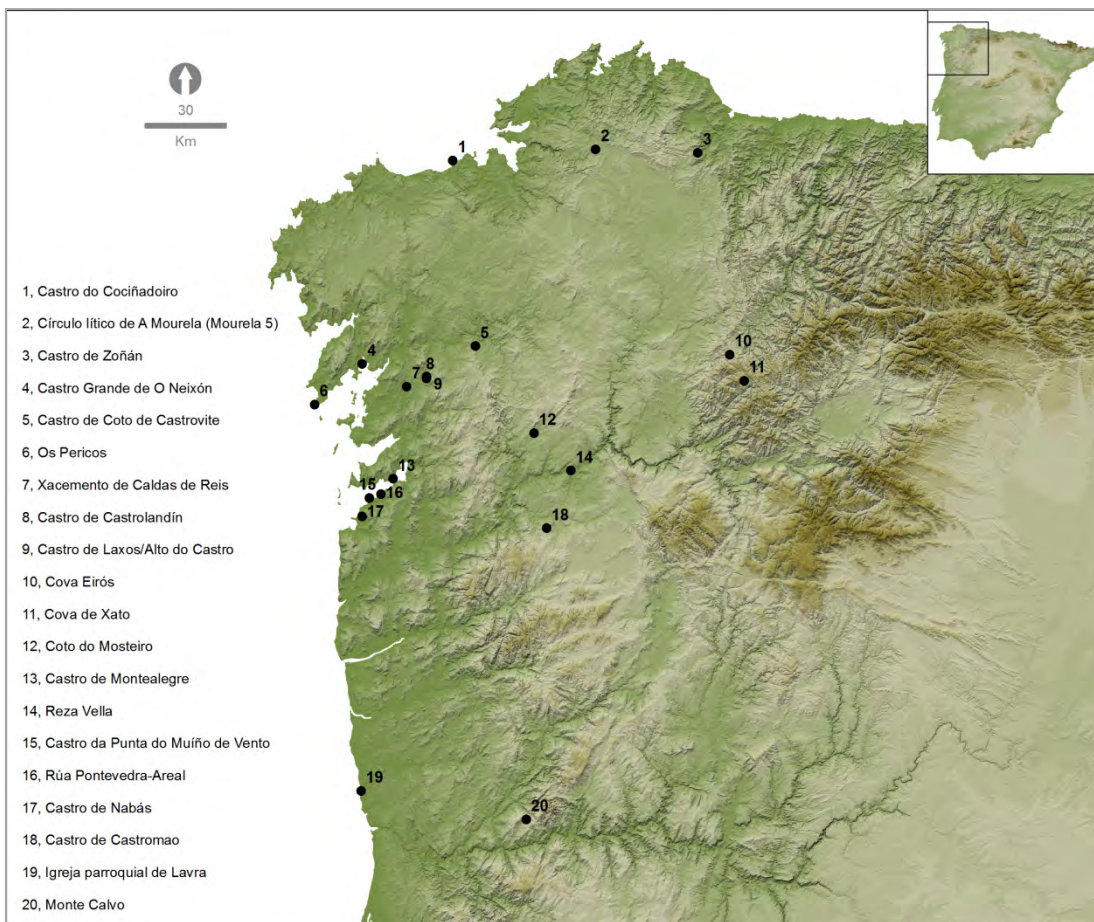 30
Km
1
2
3
4
5
6
7
8
9
10
11
12
13
14
15
16
17
18
19
20
1, Castro do Cociñadoiro
2, Círculo lítico de A Mourela (Mourela 5)
3, Castro de Zoñán
4, Castro Grande de O Neixón
5, Castro de Coto de Castrovite
6, Os Pericos
7, Xacemento de Caldas de Reis
8, Castro de Castrolandín
9, Castro de Laxos/Alto do Castro
10, Cova Eirós
11, Cova de Xato
12, Coto do Mosteiro
13, Castro de Montealegre
14, Reza Vella
15, Castro da Punta do Muíño de Vento
16, Rúa Pontevedra-Areal
17, Castro de Nabás
18, Castro de Castromao
19, Igreja parroquial de Lavra
20, Monte Calvo